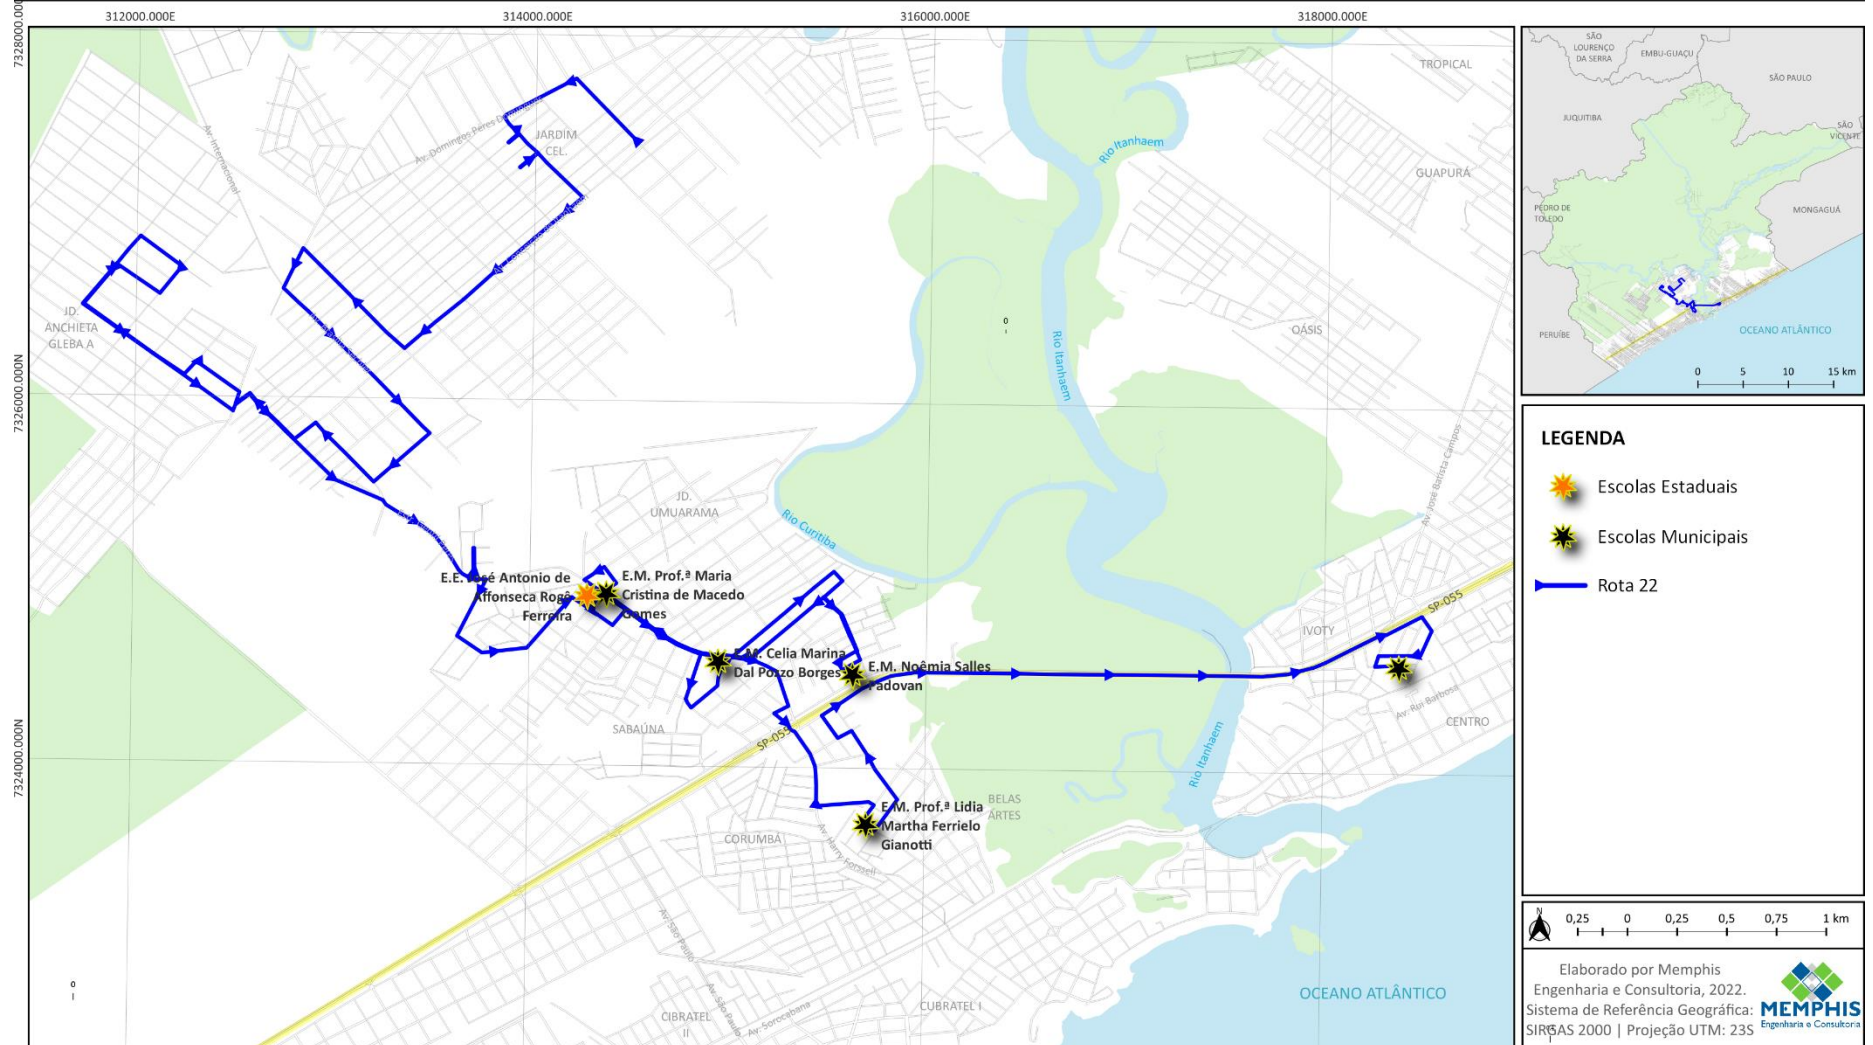 312000.000E
314000.000E
316000.000E
318000.000E
7328000.000N
7326000.000N
7324000.000N
TROPICAL
Av. Internacional
Av. Domingos Peres Domingues
JARDIM
CEL.
Rio Itanhaem
GUAPURÁ
JD.
ANCHIETA
GLEBA A
OÁSIS
0
Rio Itanhaem
Av. José Batista Campos
JD.
UMUARAMA
Rio Curitiba
E.E. José Antonio de
Affonseca Rogê
Ferreira
E.M. Prof.ª Maria
Cristina de Macedo
Gomes
IVOTY
SP-055
E.M. Celia Marina
Dal Pozzo Borges
E.M. Noêmia Salles
Padovan
Av. Rui Barbosa
CENTRO
SABAÚNA
SP-055
Rio Itanhaem
E.M. Prof.ª Lidia
Martha Ferrielo
Gianotti
BELAS
ARTES
CORUMBÁ
Av. Harry Forssell
Av. São Paulo
0
Av. São Paulo
Av. Sorocabana
CIBRATEL
II
CUBRATEL I
OCEANO ATLÂNTICO
SÃO
LOURENÇO
DA SERRA
EMBU-GUAÇU
SÃO PAULO
JUQUITIBA
SÃO
VICENTE
PEDRO DE
TOLEDO
MONGAGUÁ
PERUÍBE
OCEANO ATLÂNTICO
0 5 10 15 km
LEGENDA
Escolas Estaduais
Escolas Municipais
Rota 22
N
0,25 0 0,25 0,5 0,75 1 km
Elaborado por Memphis
Engenharia e Consultoria, 2022.
Sistema de Referência Geográfica:
SIRGAS 2000 | Projeção UTM: 23S
MEMPHIS
Engenharia e Consultoria